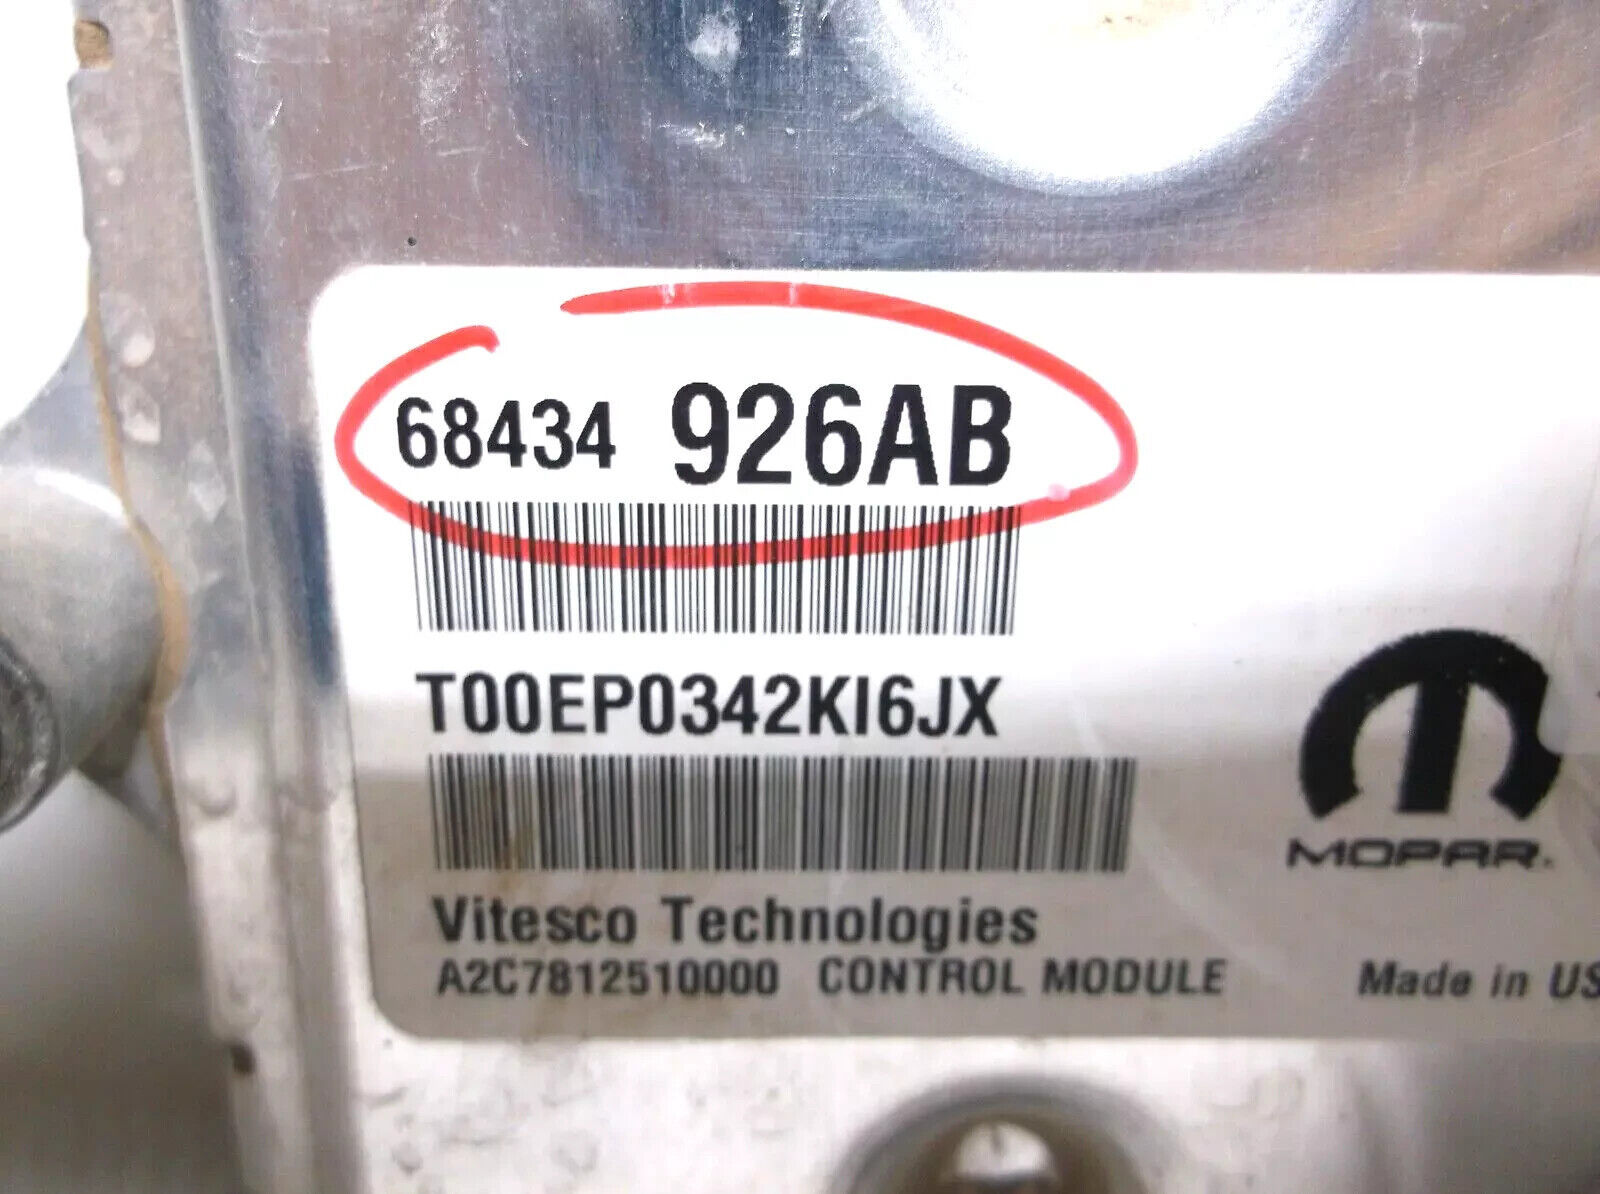 68434 926AB
T00EP0342KI6JX
MOPAR.
Vitesco Technologies
A2C7812510000 CONTROL MODULE Made in US